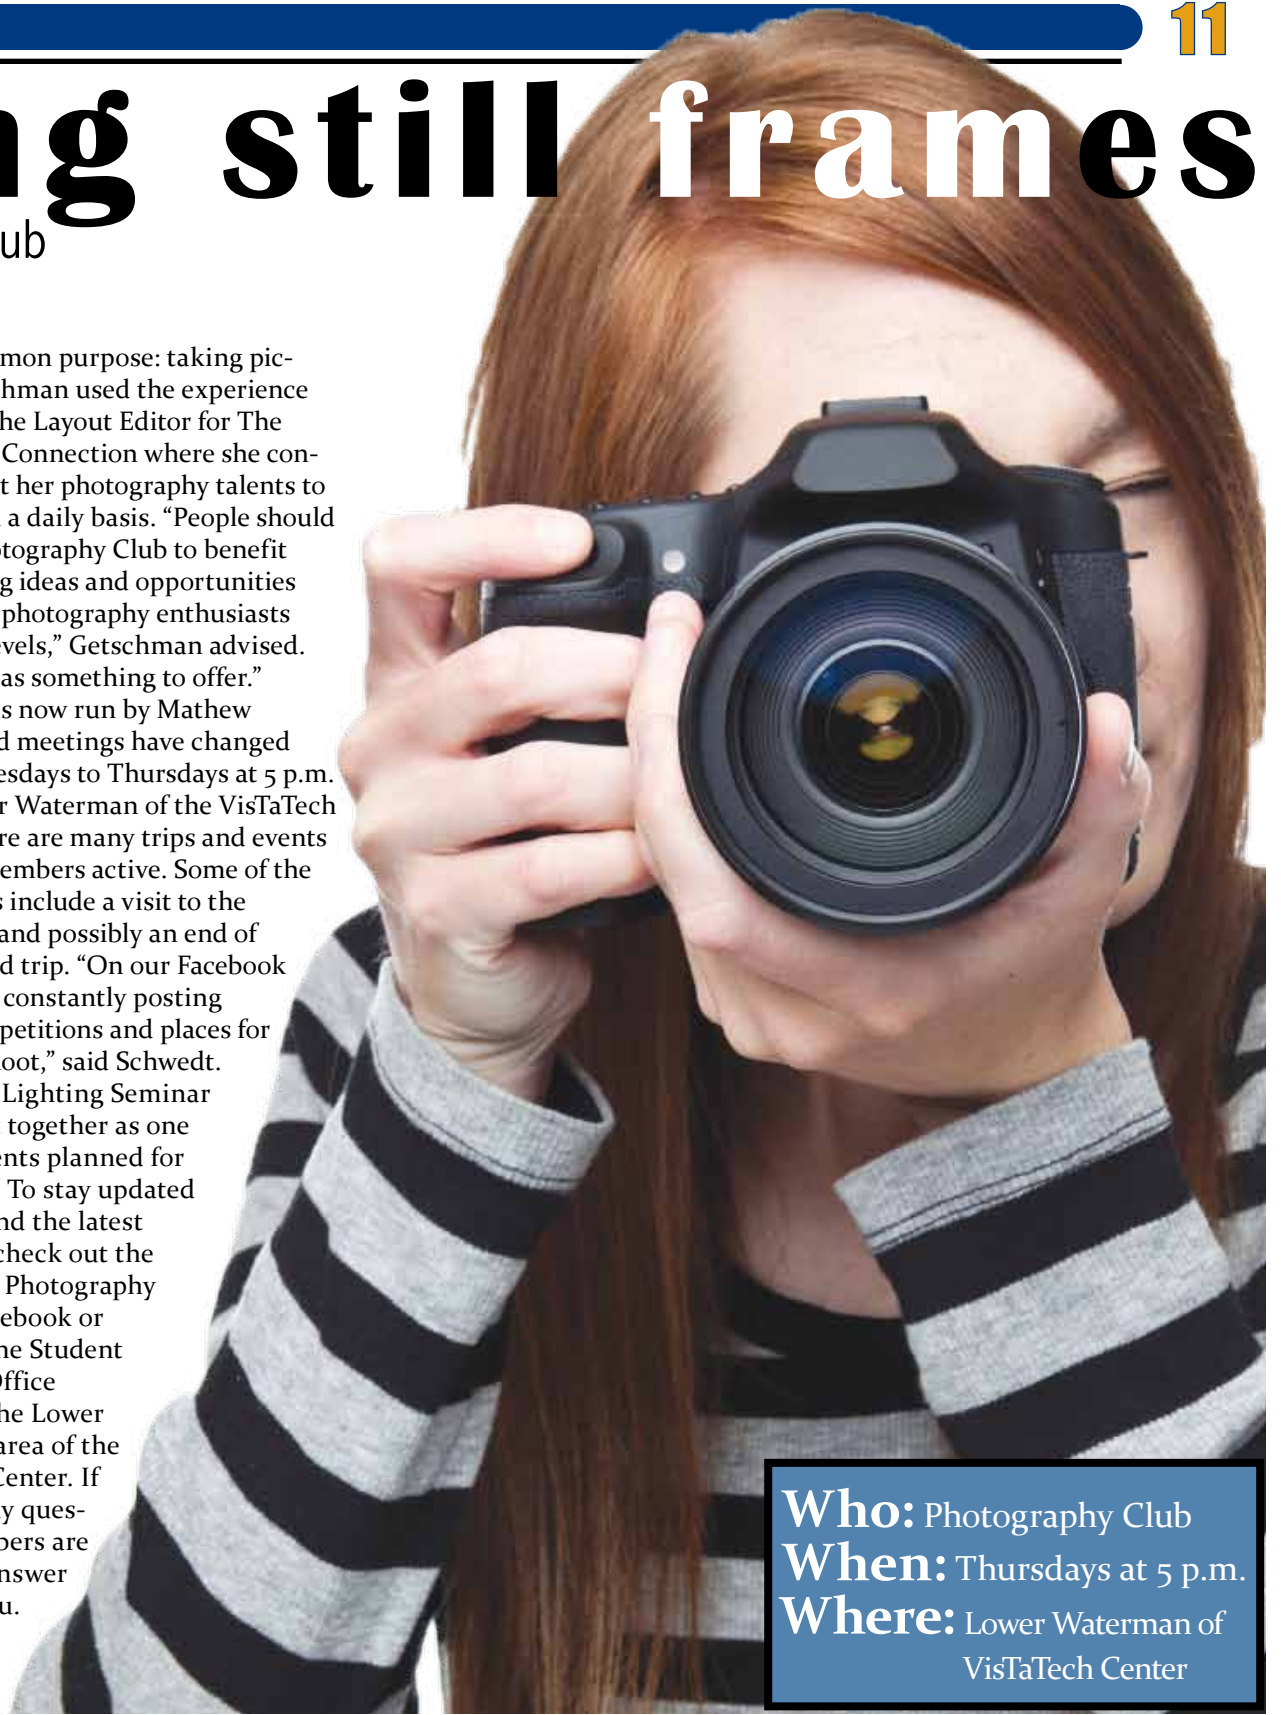 11
ng still frames
ub
mon purpose: taking pic-
hman used the experience
he Layout Editor for The
Connection where she con-
t her photography talents to
a daily basis. “People should
tography Club to benefit
g ideas and opportunities
photography enthusiasts
evels,” Getschman advised.
as something to offer.”
s now run by Mathew
d meetings have changed
esdays to Thursdays at 5 p.m.
r Waterman of the VisTaTech
re are many trips and events
embers active. Some of the
s include a visit to the
and possibly an end of
d trip. “On our Facebook
constantly posting
petitions and places for
oot,” said Schwedt.
Lighting Seminar
t together as one
ents planned for
To stay updated
nd the latest
check out the
Photography
ebook or
he Student
Office
he Lower
area of the
Center. If
y ques-
bers are
nswer
u.
Who: Photography Club
When: Thursdays at 5 p.m.
Where: Lower Waterman of
VisTaTech Center